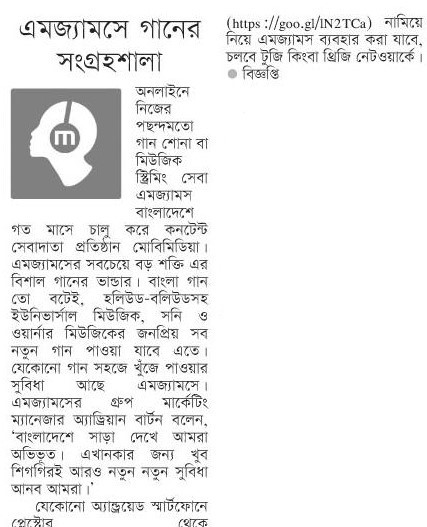 এমজ্যামসে গানের
সংগ্রহশালা
m
অনলাইনে
নিজের
পছন্দমতো
গান শোনা বা
মিউজিক
স্ট্রিমিং সেবা
এমজ্যামস
বাংলাদেশে
গত মাসে চালু করে কনটেন্ট
সেবাদাতা প্রতিষ্ঠান মোবিমিডিয়া।
এমজ্যামসের সবচেয়ে বড় শক্তি এর
বিশাল গানের ভান্ডার। বাংলা গান
তো বটেই, হলিউড-বলিউডসহ
ইউনিভার্সাল মিউজিক, সনি ও
ওয়ার্নার মিউজিকের জনপ্রিয় সব
নতুন গান পাওয়া যাবে এতে।
যেকোনো গান সহজে খুঁজে পাওয়ার
সুবিধা আছে এমজ্যামসে।
এমজ্যামসের গ্রুপ মার্কেটিং
ম্যানেজার অ্যাড্রিয়ান বার্টন বলেন,
‘বাংলাদেশে সাড়া দেখে আমরা
অভিভূত। এখানকার জন্য খুব
শিগগিরই আরও নতুন নতুন সুবিধা
আনব আমরা।’
যেকোনো অ্যান্ড্রয়েড স্মার্টফোনে
প্লেস্টোর থেকে
(https://goo.gl/lN2TCa) নামিয়ে
নিয়ে এমজ্যামস ব্যবহার করা যাবে,
চলবে টুজি কিংবা থ্রিজি নেটওয়ার্কে।
● বিজ্ঞপ্তি